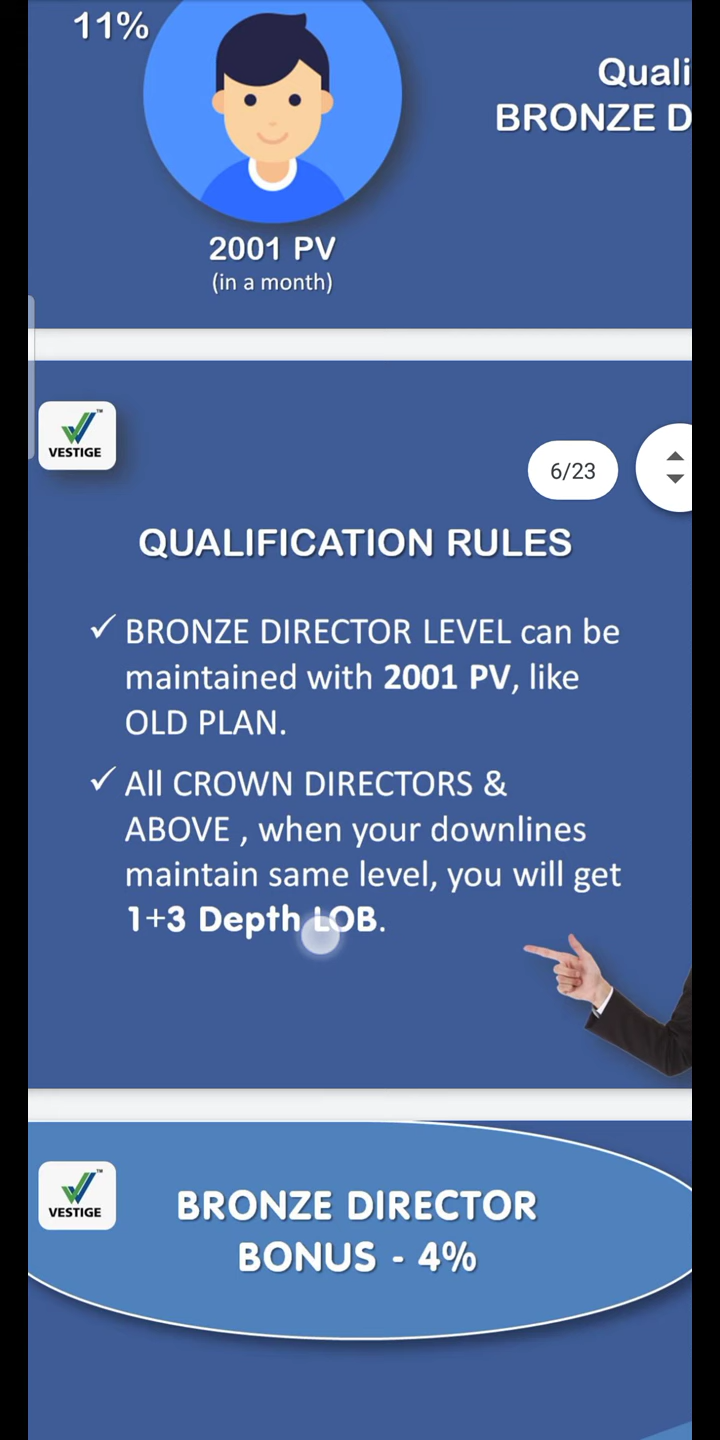 11%
Quali
BRONZE D
2001 PV
(in a month)
VESTIGE
TM
6/23
QUALIFICATION RULES
✓ BRONZE DIRECTOR LEVEL can be
maintained with 2001 PV, like
OLD PLAN.
✓ All CROWN DIRECTORS &
ABOVE , when your downlines
maintain same level, you will get
1+3 Depth LOB.
TM
VESTIGE
BRONZE DIRECTOR
BONUS - 4%